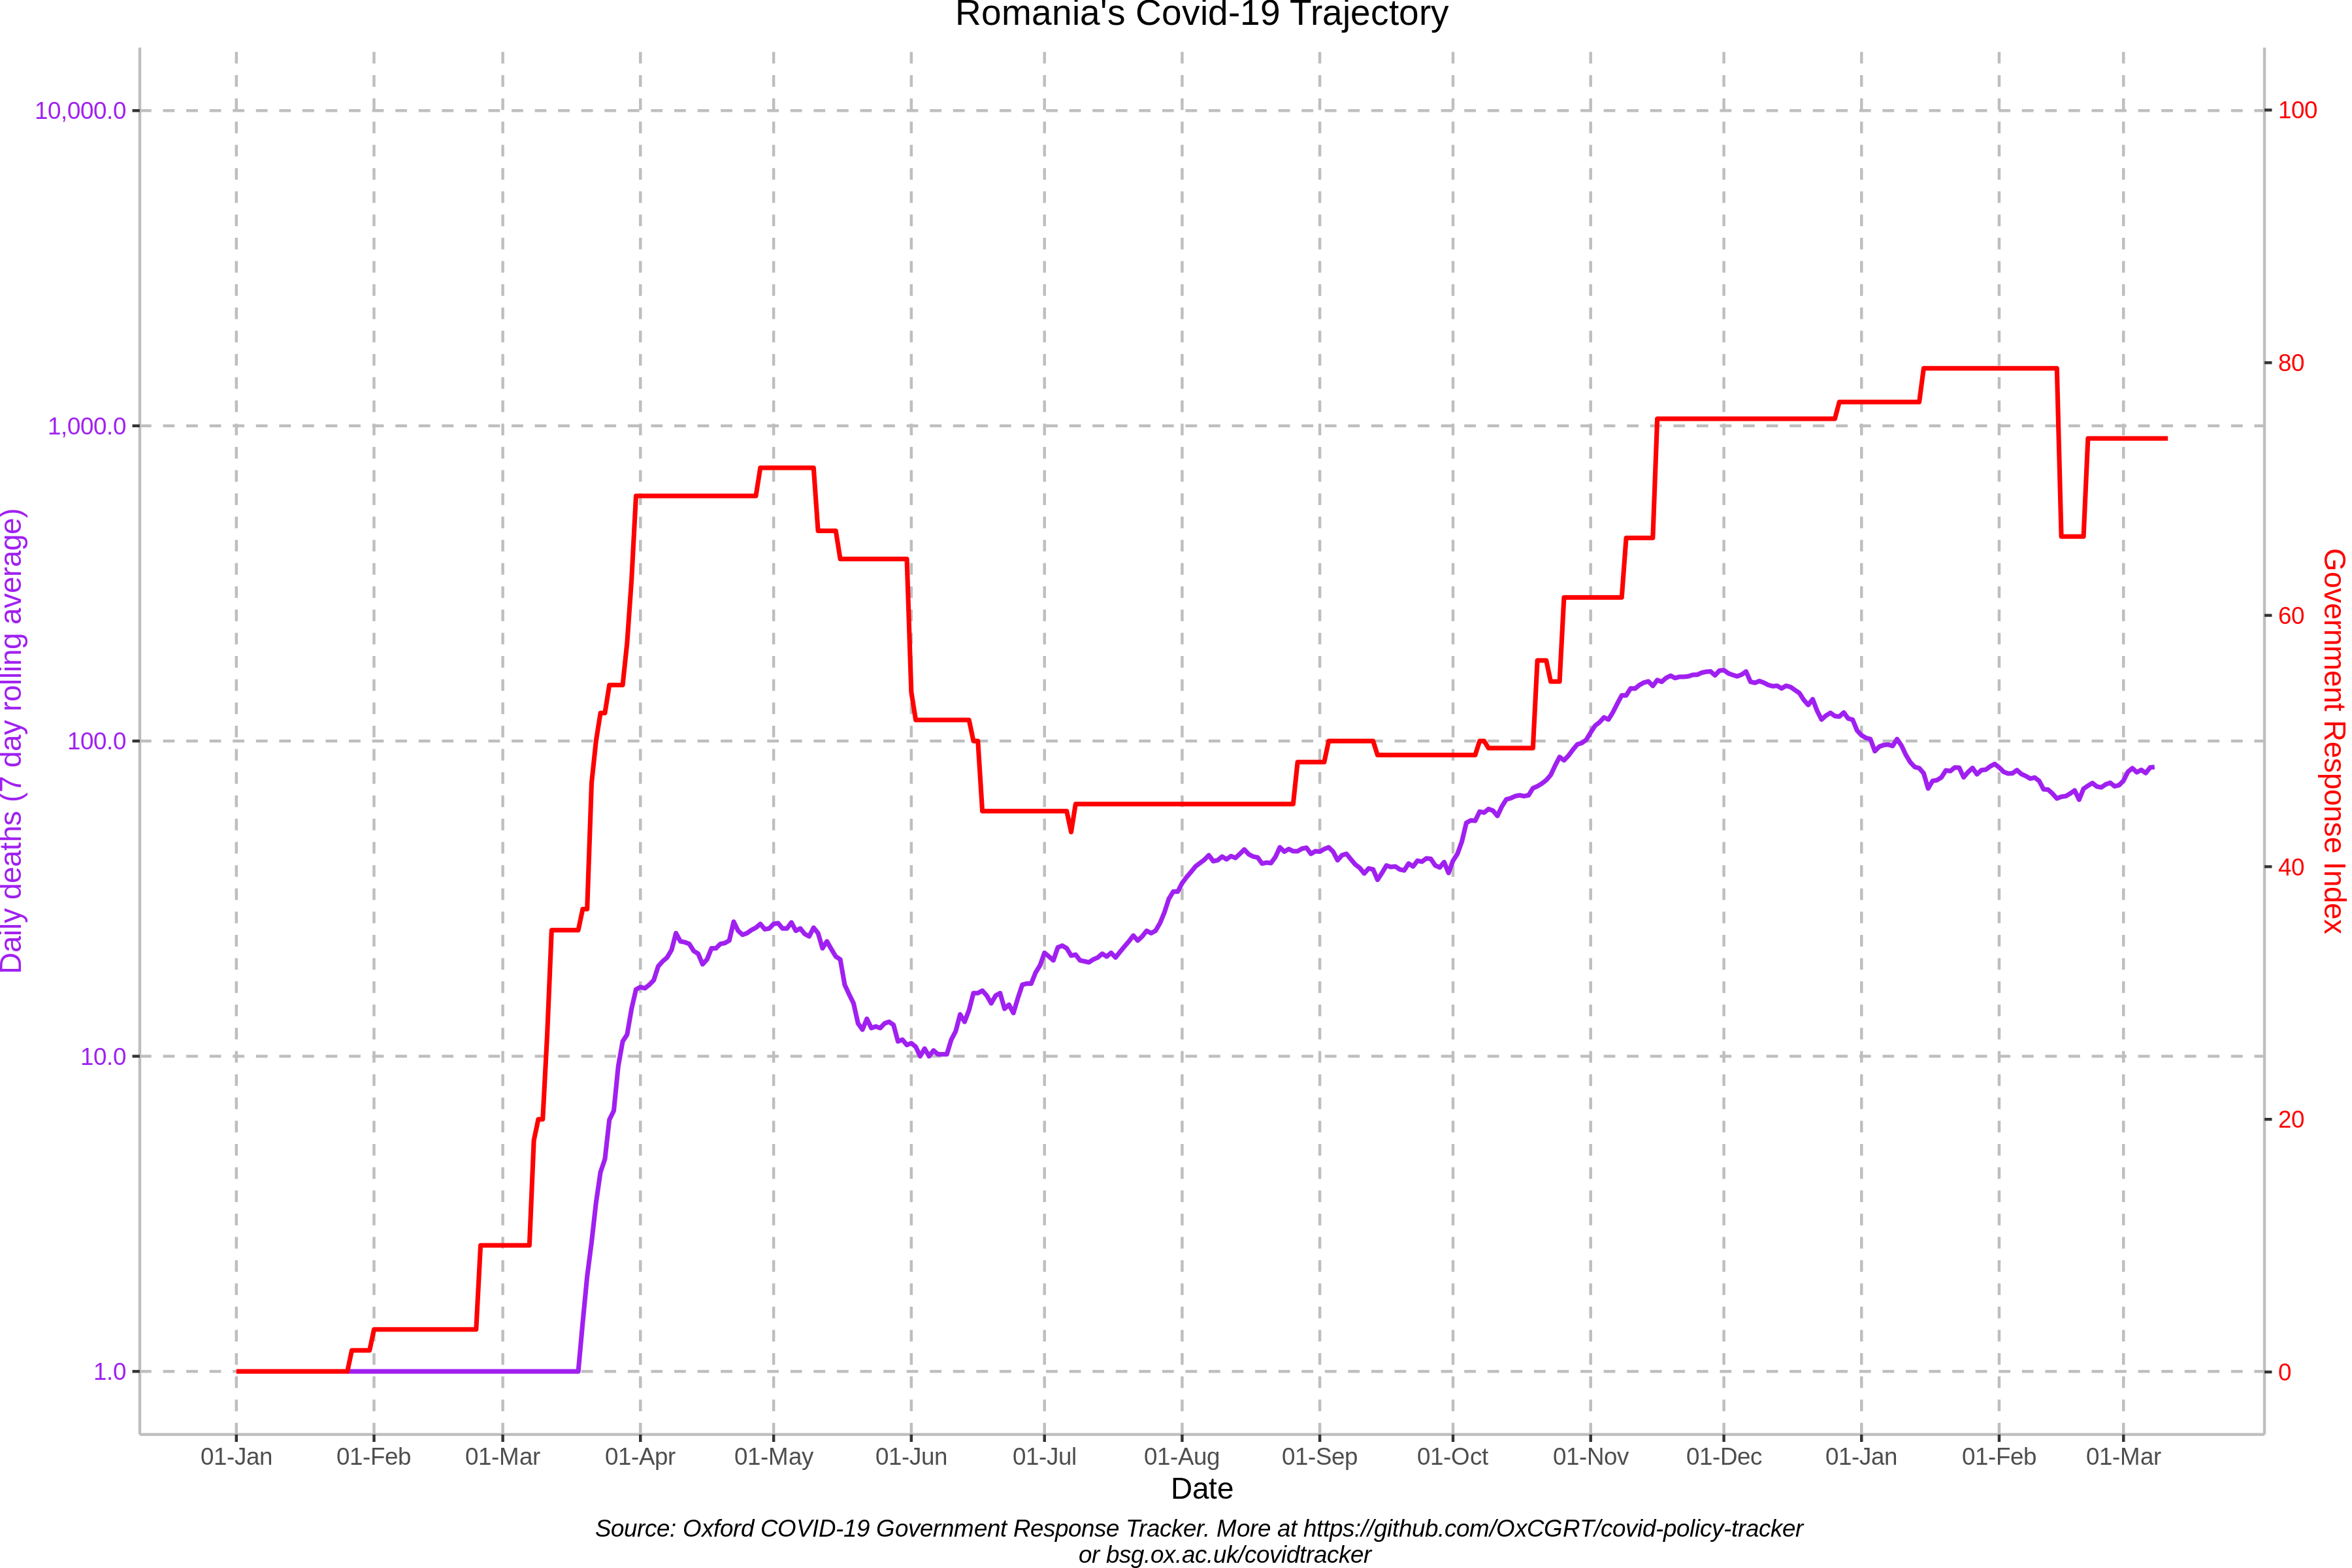 Romania's Covid-19 Trajectory
10,000.0
1,000.0
100.0
10.0
1.0
Daily deaths (7 day rolling average)
100
80
60
40
20
0
Government Response Index
01-Jan 01-Feb 01-Mar 01-Apr 01-May 01-Jun 01-Jul 01-Aug 01-Sep 01-Oct 01-Nov 01-Dec 01-Jan 01-Feb 01-Mar
Date
Source: Oxford COVID-19 Government Response Tracker. More at https://github.com/OxCGRT/covid-policy-tracker
or bsg.ox.ac.uk/covidtracker